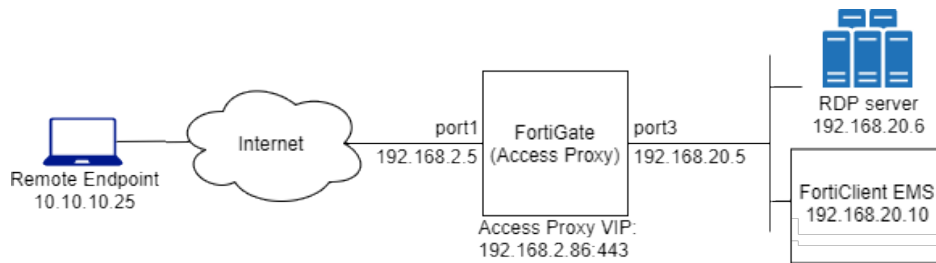 Remote Endpoint
10.10.10.25
Internet
port1
192.168.2.5
FortiGate
(Access Proxy)
Access Proxy VIP:
192.168.2.86:443
port3
192.168.20.5
RDP server
192.168.20.6
FortiClient EMS
192.168.20.10